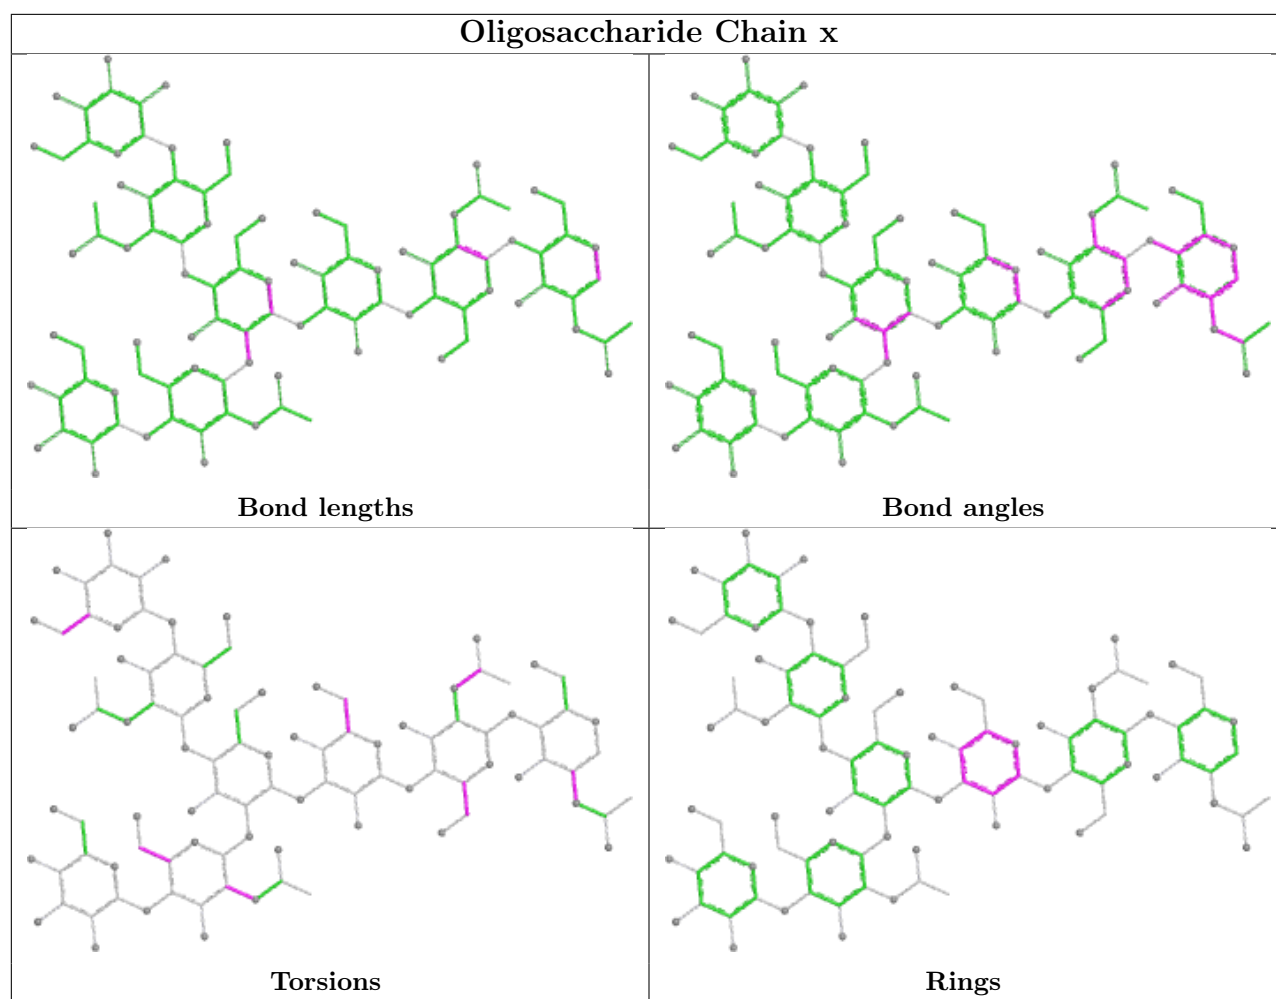 Oligosaccharide Chain x
Bond lengths
Bond angles
Torsions
Rings